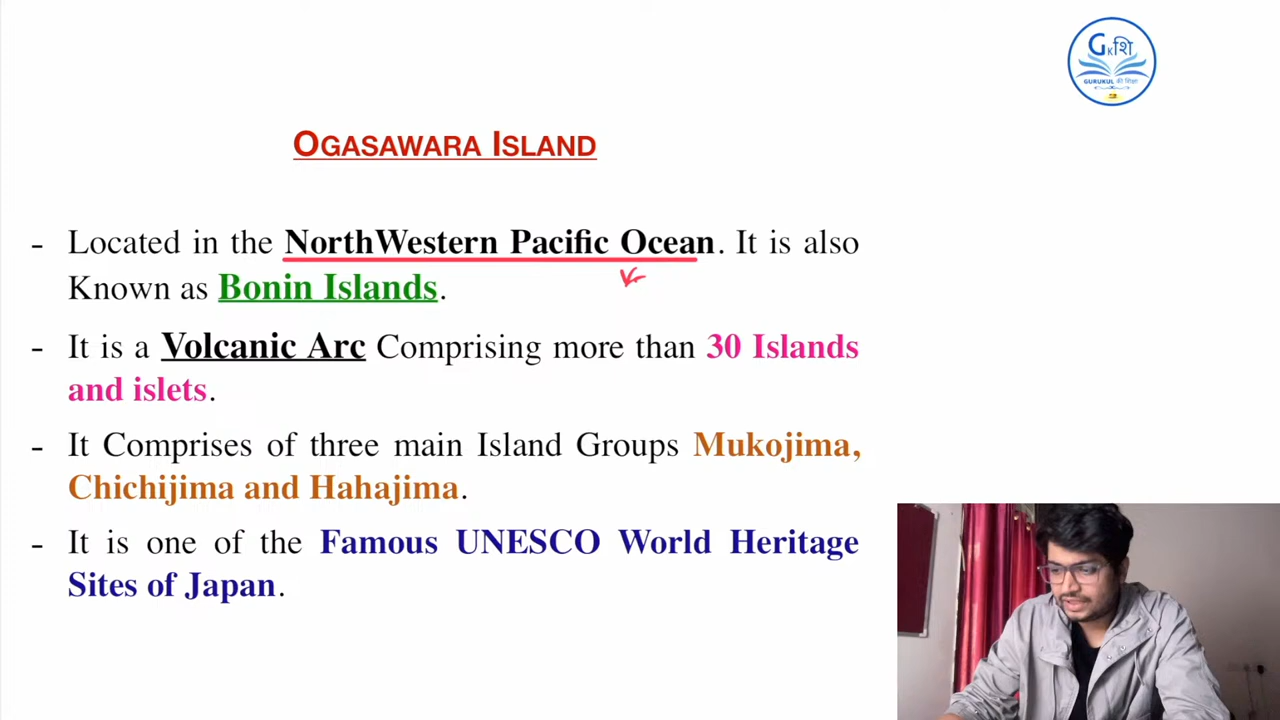 GKशि
GURUKUL की शिक्षा
OGASAWARA ISLAND
- Located in the NorthWestern Pacific Ocean. It is also
Known as Bonin Islands.
- It is a Volcanic Arc Comprising more than 30 Islands
and islets.
- It Comprises of three main Island Groups Mukojima,
Chichijima and Hahajima.
- It is one of the Famous UNESCO World Heritage
Sites of Japan.